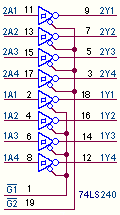 2A1 11 9 2Y1
2A2 13 7 2Y2
2A3 15 5 2Y3
2A4 17 3 2Y4
1A1 2 18 1Y1
1A2 4 16 1Y2
1A3 6 14 1Y3
1A4 8 12 1Y4
G1 1
G2 19
74LS240